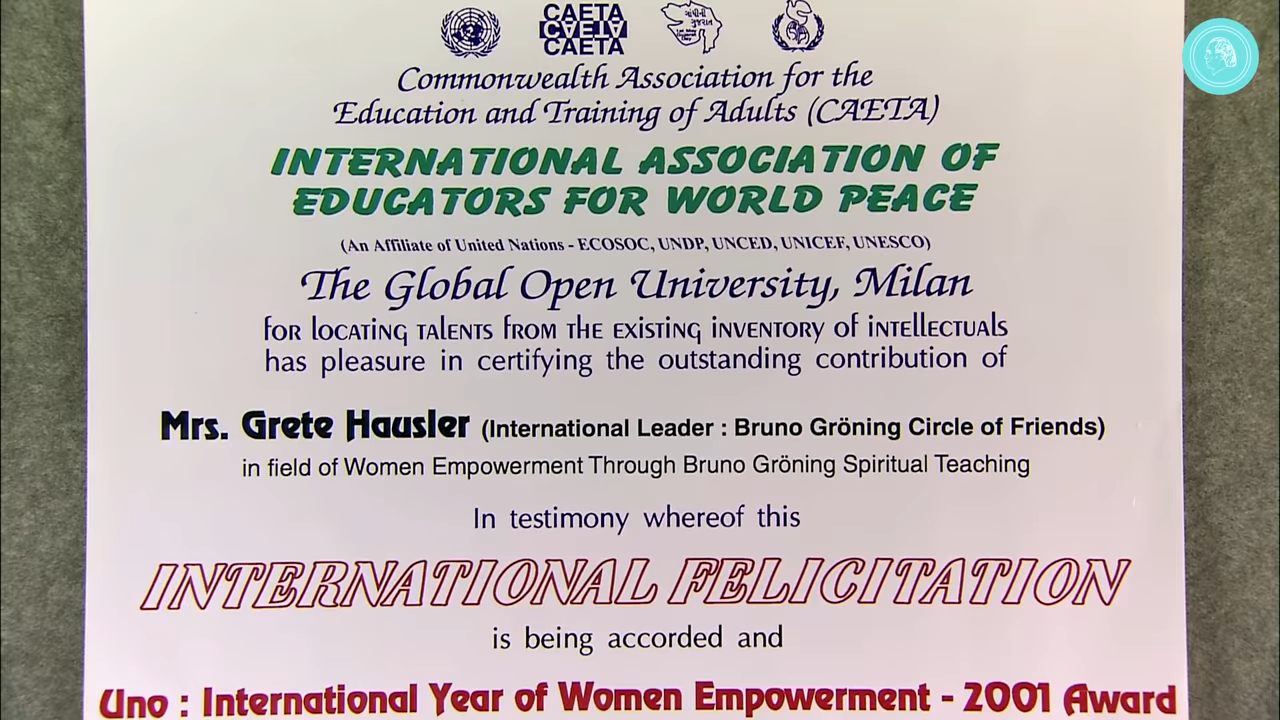 CAETA
CAETA
CAETA
Commonwealth Association for the
Education and Training of Adults (CAETA)
INTERNATIONAL ASSOCIATION OF
EDUCATORS FOR WORLD PEACE
(An Affiliate of United Nations - ECOSOC, UNDP, UNCED, UNICEF, UNESCO)
The Global Open University, Milan
for locating talents from the existing inventory of intellectuals
has pleasure in certifying the outstanding contribution of
Mrs. Grete Hausler (International Leader : Bruno Gröning Circle of Friends)
in field of Women Empowerment Through Bruno Gröning Spiritual Teaching
In testimony whereof this
INTERNATIONAL FELICITATION
is being accorded and
Uno : International Year of Women Empowerment - 2001 Award